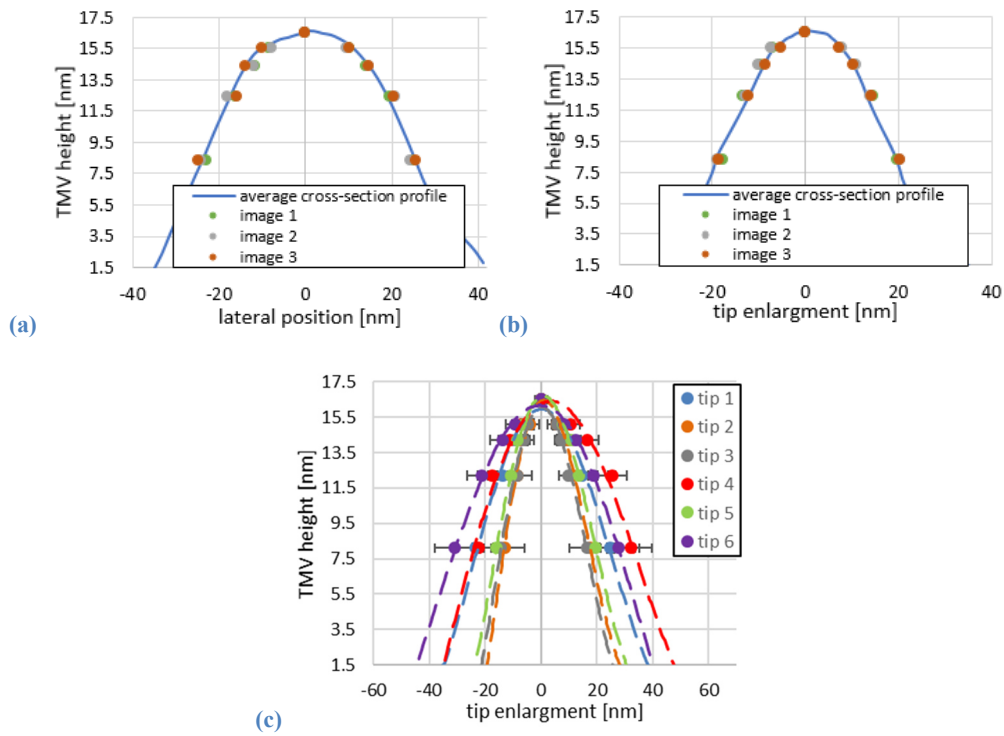 17.5
15.5
13.5
11.5
9.5
7.5
5.5
3.5
1.5
TMV height [nm]
average cross-section profile
image 1
image 2
image 3
-40 -20 0 20 40
lateral position [nm]
(a)
17.5
15.5
13.5
11.5
9.5
7.5
5.5
3.5
1.5
TMV height [nm]
average cross-section profile
image 1
image 2
image 3
-40 -20 0 20 40
tip enlargment [nm]
(b)
17.5
15.5
13.5
11.5
9.5
7.5
5.5
3.5
1.5
TMV height [nm]
tip 1
tip 2
tip 3
tip 4
tip 5
tip 6
-60 -40 -20 0 20 40 60
tip enlargment [nm]
(c)